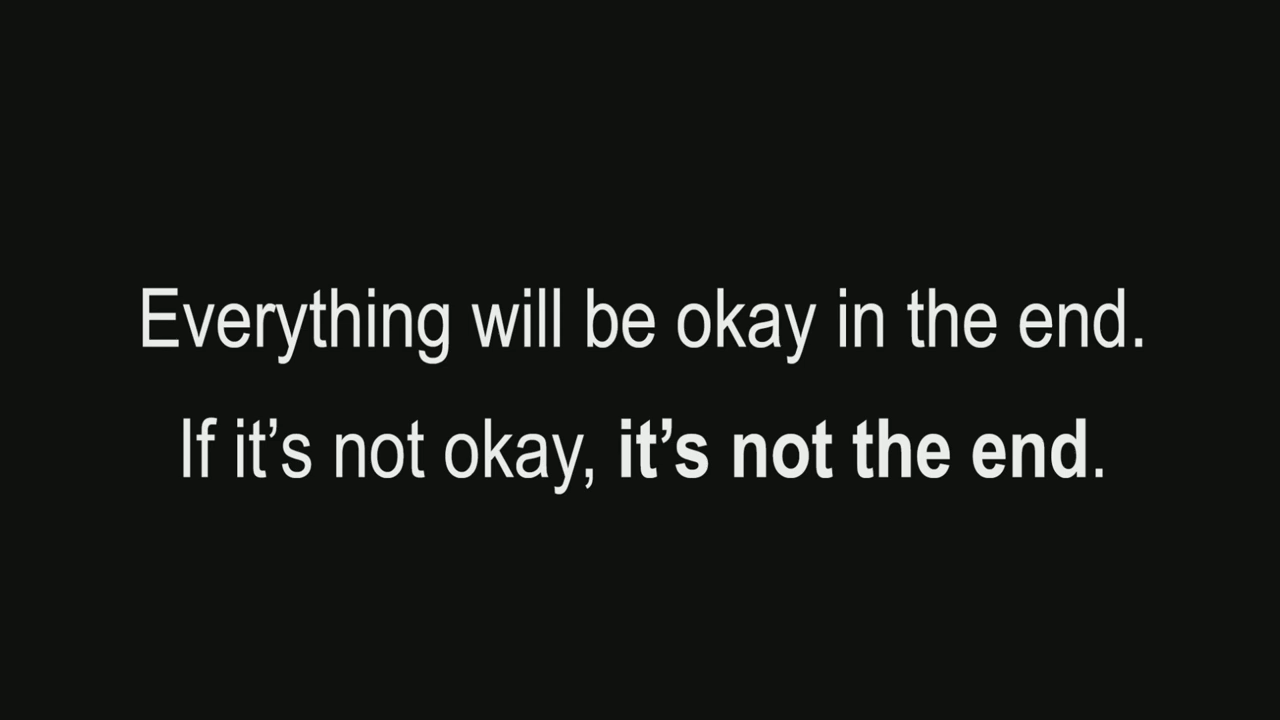 Everything will be okay in the end.
If it’s not okay, it’s not the end.